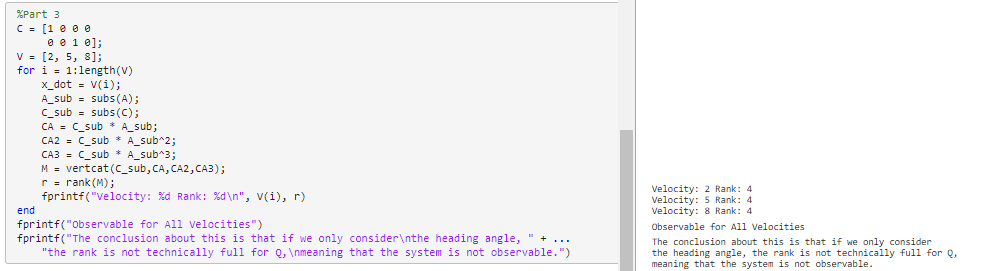 %Part 3
C = [1 0 0 0
0 0 1 0];
V = [2, 5, 8];
for i = 1:length(V)
x_dot = V(i);
A_sub = subs(A);
C_sub = subs(C);
CA = C_sub * A_sub;
CA2 = C_sub * A_sub^2;
CA3 = C_sub * A_sub^3;
M = vertcat(C_sub,CA,CA2,CA3);
r = rank(M);
fprintf("Velocity: %d Rank: %d\n", V(i), r)
end
fprintf("Observable for All Velocities")
fprintf("The conclusion about this is that if we only consider\nthe heading angle, " + ...
"the rank is not technically full for Q,\nmeaning that the system is not observable.")
Velocity: 2 Rank: 4
Velocity: 5 Rank: 4
Velocity: 8 Rank: 4
Observable for All Velocities
The conclusion about this is that if we only consider
the heading angle, the rank is not technically full for Q,
meaning that the system is not observable.